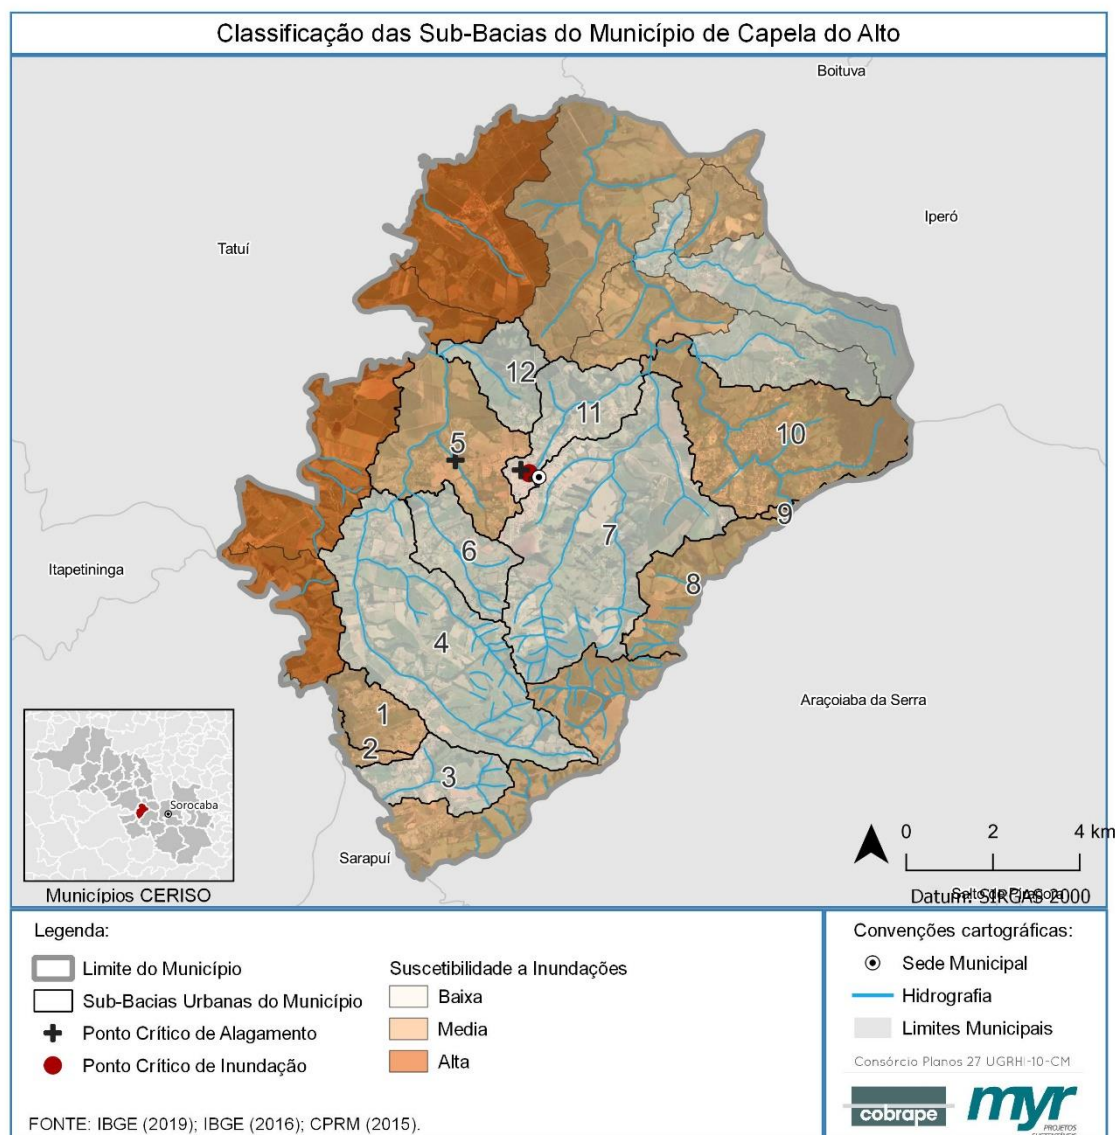 Classificação das Sub-Bacias do Município de Capela do Alto
Boituva
Iperó
Tatuí
12
11
10
5
9
7
6
8
Itapetininga
4
Araçoiaba da Serra
1
2
3
Sorocaba
Sarapuí
Municípios CERISO
0 2 4 km
Datum: SIRGAS 2000
Legenda:
Limite do Município
Sub-Bacias Urbanas do Município
Ponto Crítico de Alagamento
Ponto Crítico de Inundação
Suscetibilidade a Inundações
Baixa
Media
Alta
FONTE: IBGE (2019); IBGE (2016); CPRM (2015).
Convenções cartográficas:
Sede Municipal
Hidrografia
Limites Municipais
Consórcio Planos 27 UGRHI-10-CM
cobrape
myr
PROJETOS